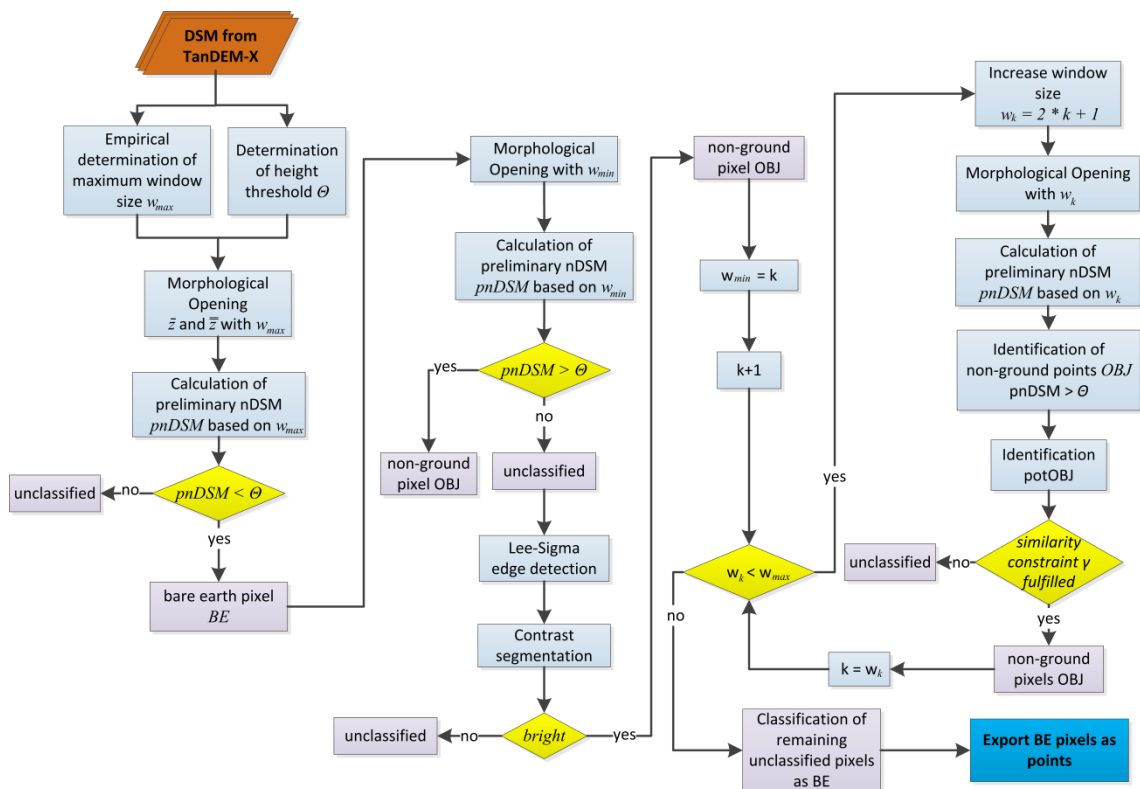 DSM from
TanDEM-X
Empirical
determination of
maximum window
size wmax
Determination
of height
threshold Θ
Morphological
Opening
z̄ and z̿ with wmax
Calculation of
preliminary nDSM
pnDSM based on wmax
pnDSM < Θ
no
unclassified
yes
bare earth pixel
BE
Morphological
Opening with wmin
Calculation of
preliminary nDSM
pnDSM based on wmin
pnDSM > Θ
yes
non-ground
pixel OBJ
no
unclassified
Lee-Sigma
edge detection
Contrast
segmentation
bright
no
unclassified
yes
non-ground
pixel OBJ
wmin = k
k+1
wk < wmax
yes
no
Increase window
size
wk = 2 * k + 1
Morphological Opening
with wk
Calculation of
preliminary nDSM
pnDSM based on wk
Identification of
non-ground points OBJ
pnDSM > Θ
Identification
potOBJ
similarity
constraint γ
fulfilled
no
unclassified
yes
non-ground
pixels OBJ
k = wk
Classification of
remaining
unclassified pixels
as BE
Export BE pixels as
points